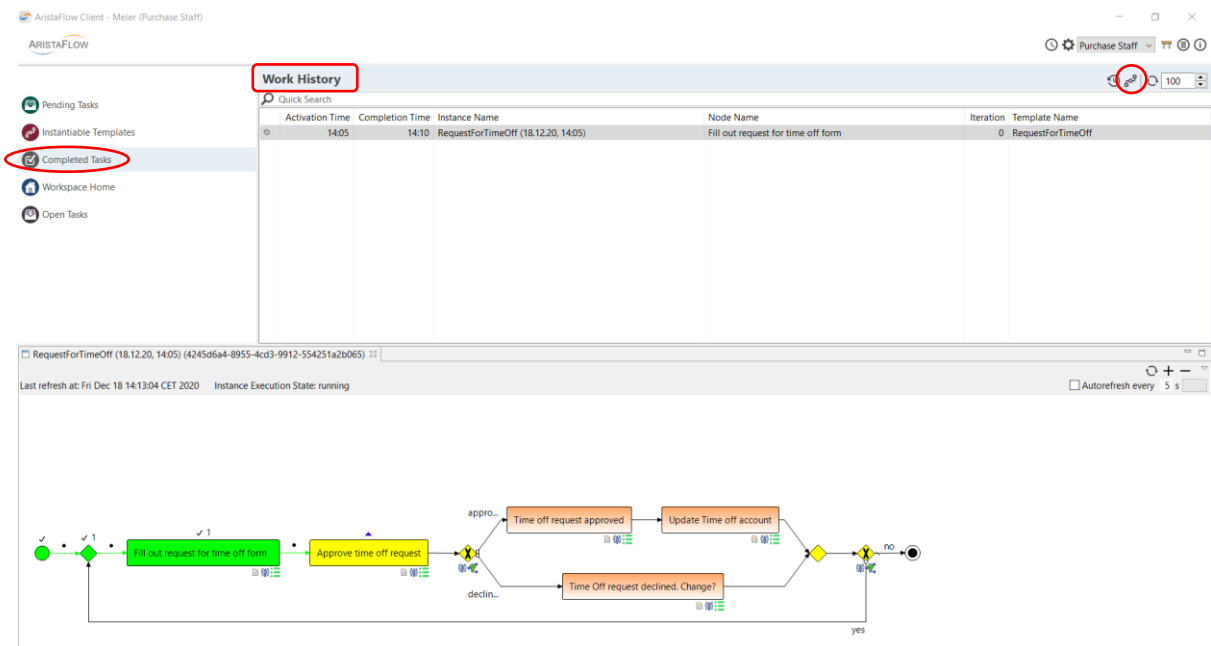 AristaFlow Client - Meier (Purchase Staff)
ARISTAFLOW
Purchase Staff
Work History
100
Quick Search
Pending Tasks
Instantiable Templates
Completed Tasks
Workspace Home
Open Tasks
Activation Time Completion Time Instance Name Node Name Iteration Template Name
14:05 14:10 RequestForTimeOff (18.12.20, 14:05) Fill out request for time off form 0 RequestForTimeOff
RequestForTimeOff (18.12.20, 14:05) (4245d6a4-8955-4cd3-9912-554251a2b065)
Last refresh at: Fri Dec 18 14:13:04 CET 2020 Instance Execution State: running
Autorefresh every 5 s
appro...
Time off request approved
Update Time off account
✓ 1
✓ 1
Fill out request for time off form
Approve time off request
no
Time Off request declined. Change?
declin...
yes